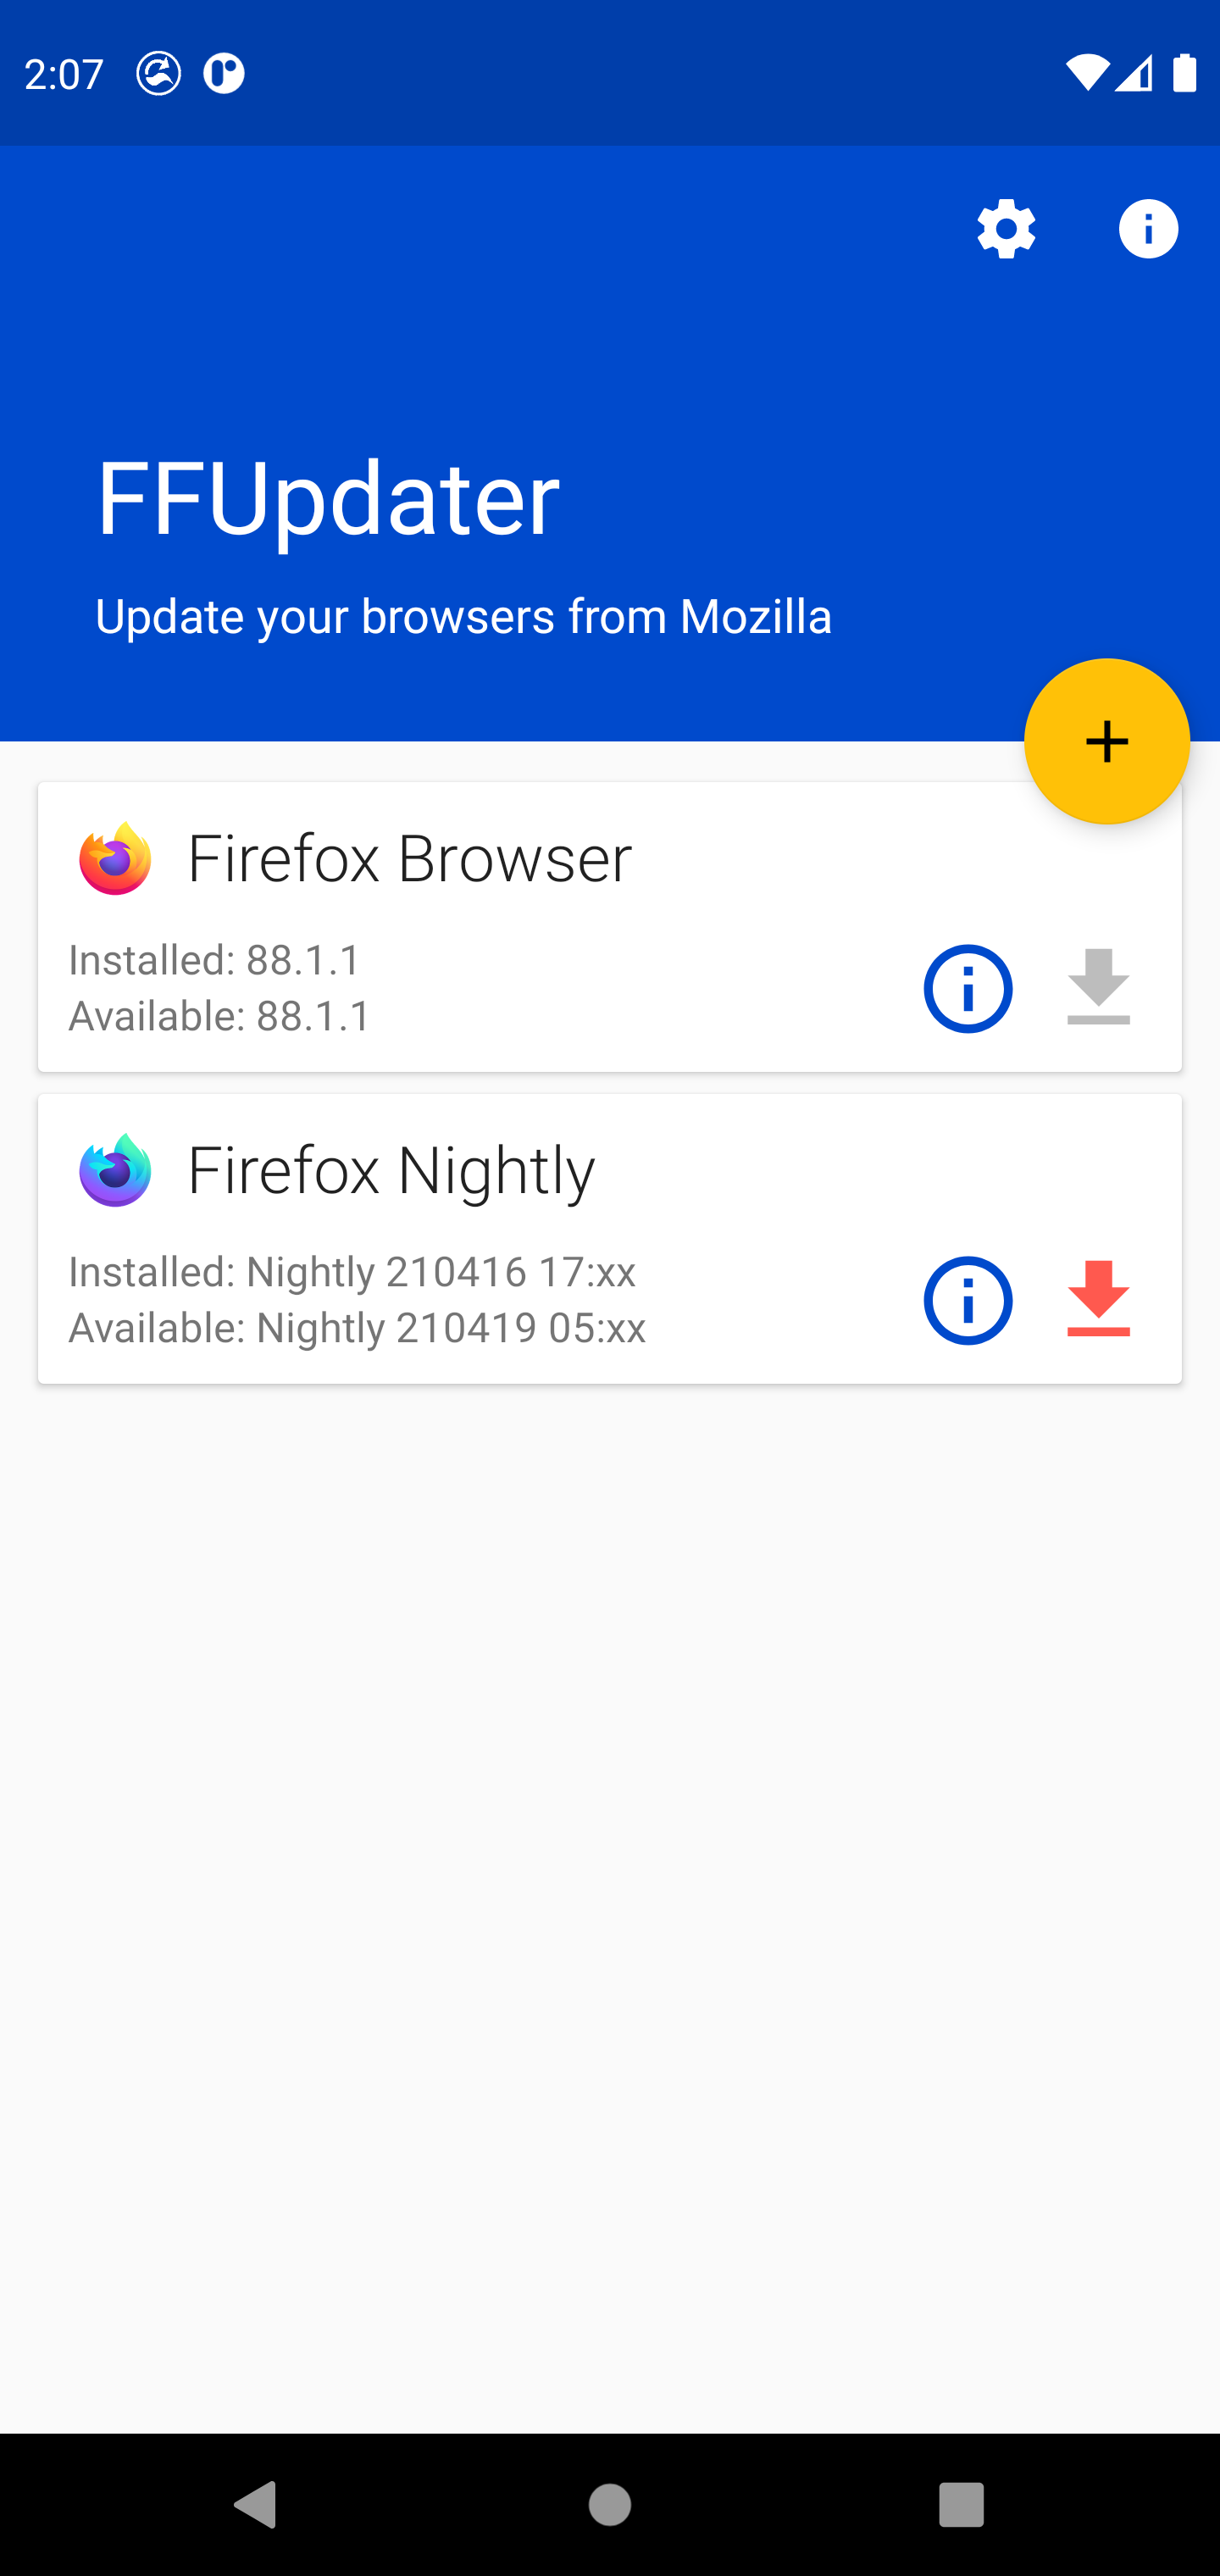 2:07
FFUpdater
Update your browsers from Mozilla
Firefox Browser
Installed: 88.1.1
Available: 88.1.1
Firefox Nightly
Installed: Nightly 210416 17:xx
Available: Nightly 210419 05:xx